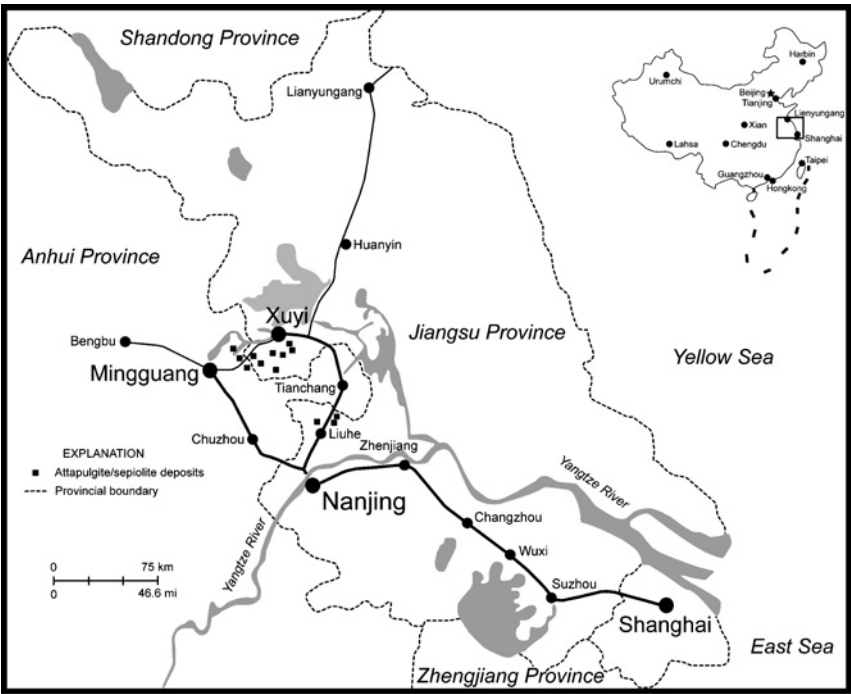 Shandong Province
Lianyungang
Harbin
Urumchi
Beijing
Tianjing
Lienyungang
Xian
Shanghai
Lahsa
Chengdu
Taipei
Guangzhou
Hongkong
Anhui Province
Huanyin
Xuyi
Jiangsu Province
Bengbu
Yellow Sea
Mingguang
Tianchang
Chuzhou
Liuhe
Zhenjiang
EXPLANATION
Attapulgite/sepiolite deposits
Provincial boundary
Yangtze River
Nanjing
Changzhou
Yangtze River
Wuxi
0 75 km
0 46.6 mi
Suzhou
Shanghai
East Sea
Zhengjiang Province